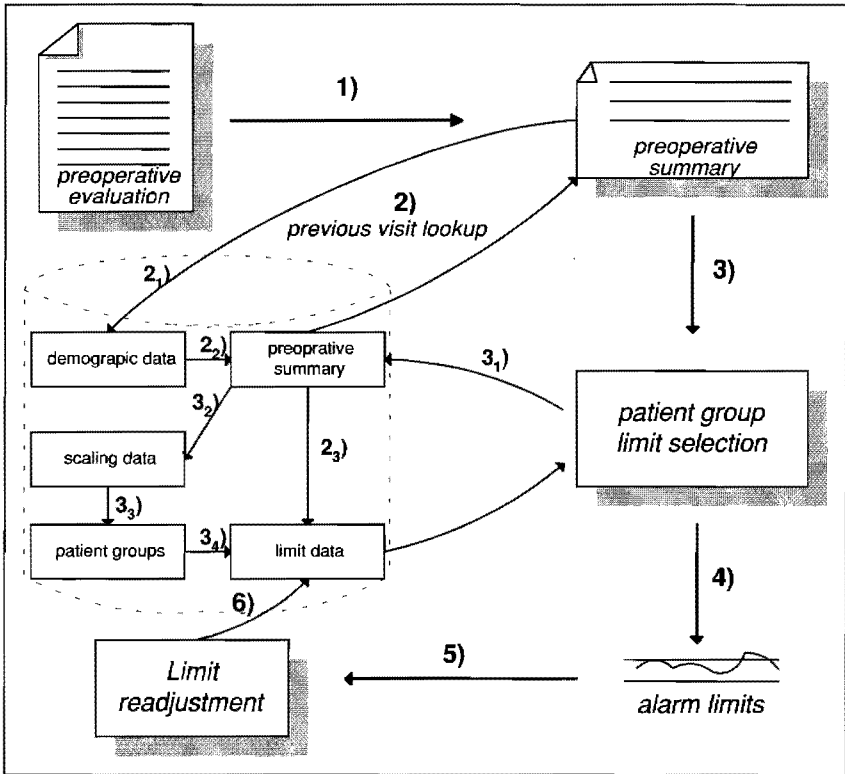 1)
preoperative
evaluation
preoperative
summary
2)
previous visit lookup
3)
2₁)
demograpic data
2₂)
preoprative
summary
3₁)
patient group
limit selection
3₂)
2₃)
scaling data
3₃)
patient groups
3₄)
limit data
4)
6)
Limit
readjustment
5)
alarm limits